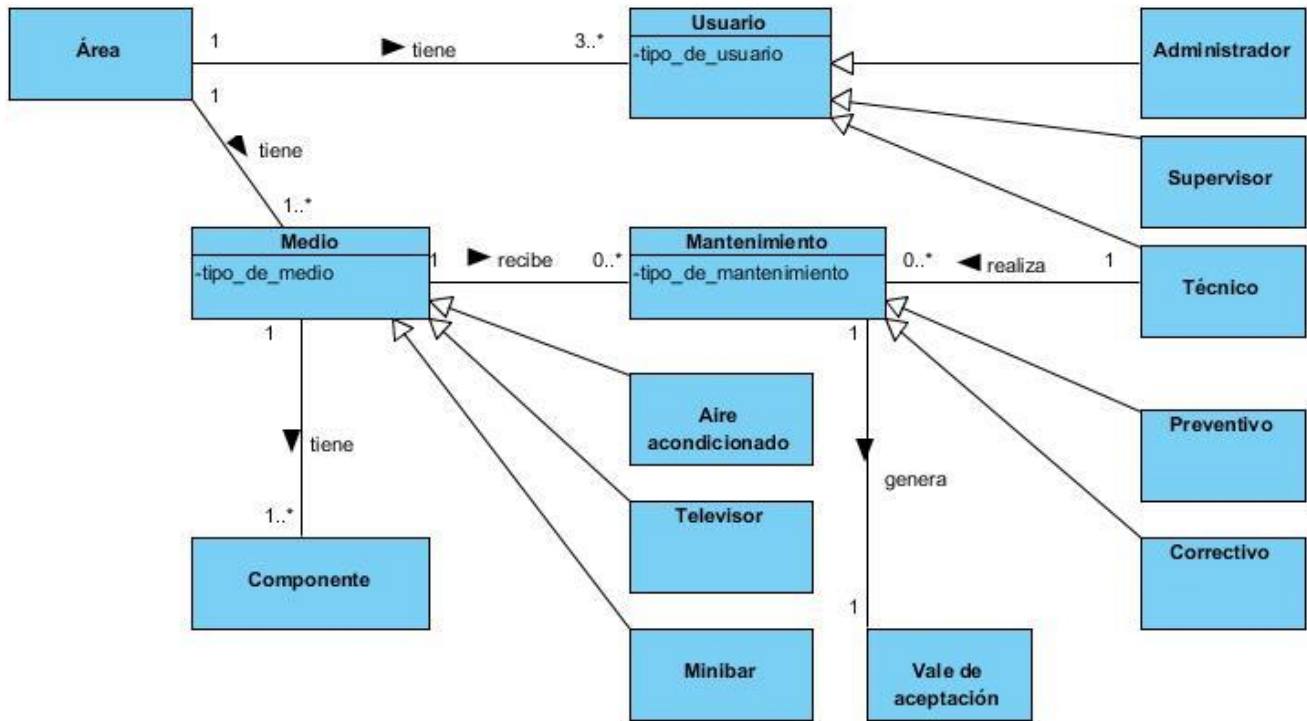 Área
1
tiene
3..*
Usuario
-tipo_de_usuario
Administrador
1
tiene
1..*
Supervisor
Medio
-tipo_de_medio
1
recibe
0..*
Mantenimiento
-tipo_de_mantenimiento
0..*
realiza
1
Técnico
1
tiene
1..*
Componente
Aire
acondicionado
Televisor
Minibar
1
genera
1
Vale de
aceptación
Preventivo
Correctivo